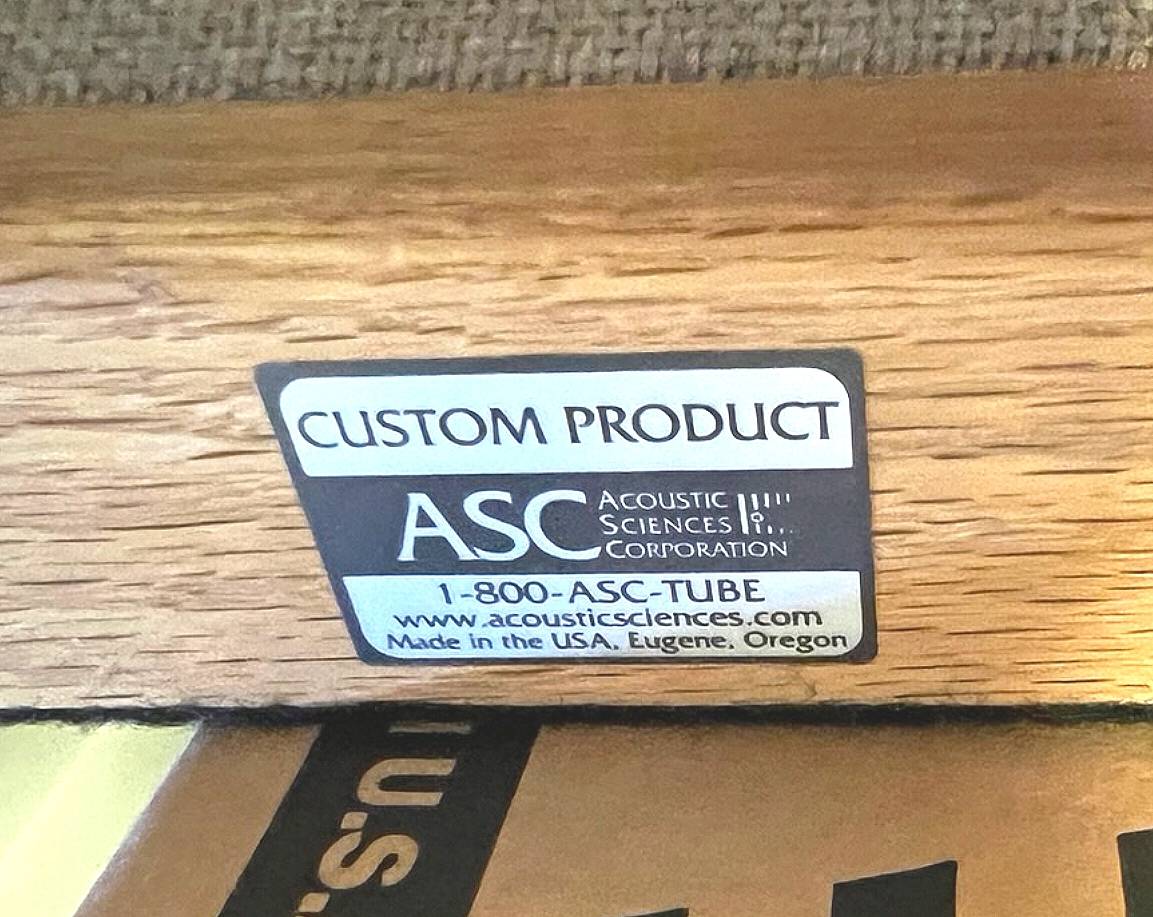 CUSTOM PRODUCT
ASC
ACOUSTIC
SCIENCES
CORPORATION
1-800-ASC-TUBE
www.acousticsciences.com
Made in the USA, Eugene, Oregon
U.S.